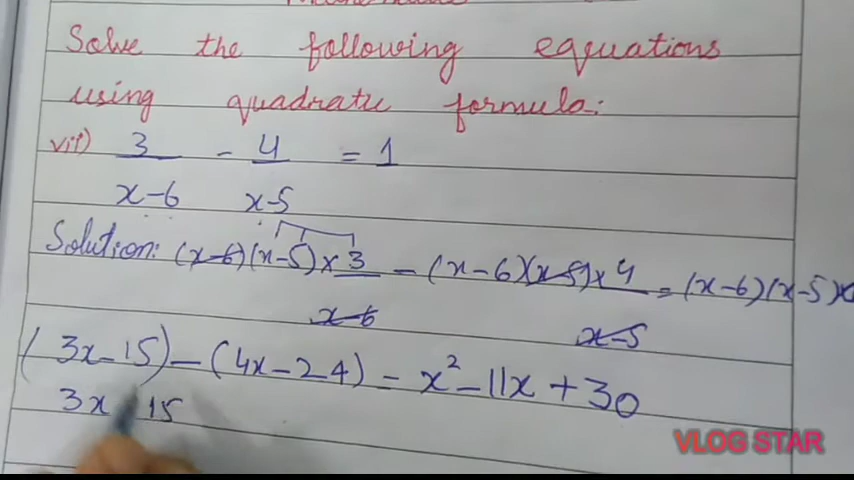 Solve the following equations
using quadratic formula:
vii) 3/x-6 - 4/x-5 = 1
Solution: (x-6)(x-5)×3/x-6 - (x-6)(x-5)×4/x-5 = (x-6)(x-5)×
(3x-15)-(4x-24) = x²-11x+30
3x 15
VLOG STAR